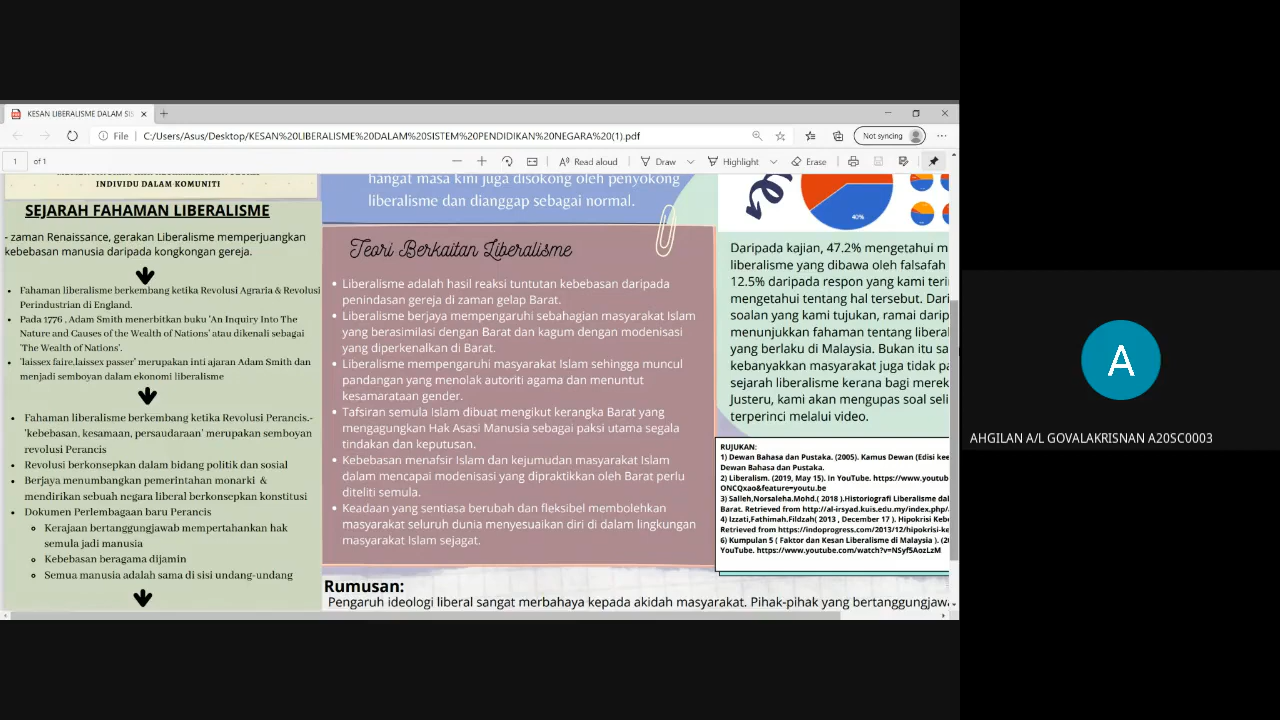 KESAN LIBERALISME DALAM SIS
File
C:/Users/Asus/Desktop/KESAN%20LIBERALISME%20DALAM%20SISTEM%20PENDIDIKAN%20NEGARA%20(1).pdf
Not syncing
1 of 1
Read aloud
Draw
Highlight
Erase
INDIVIDU DALAM KOMUNITI
SEJARAH FAHAMAN LIBERALISME
- zaman Renaissance, gerakan Liberalisme memperjuangkan
kebebasan manusia daripada kongkongan gereja.
Fahaman liberalisme berkembang ketika Revolusi Agraria & Revolusi
Perindustrian di England.
Pada 1776 , Adam Smith menerbitkan buku 'An Inquiry Into The
Nature and Causes of the Wealth of Nations' atau dikenali sebagai
'The Wealth of Nations'.
'laissex faire,laissex passer' merupakan inti ajaran Adam Smith dan
menjadi semboyan dalam ekonomi liberalisme
Fahaman liberalisme berkembang ketika Revolusi Perancis.-
'kebebasan, kesamaan, persaudaraan' merupakan semboyan
revolusi Perancis
Revolusi berkonsepkan dalam bidang politik dan sosial
Berjaya menumbangkan pemerintahan monarki &
mendirikan sebuah negara liberal berkonsepkan konstitusi
Dokumen Perlembagaan baru Perancis
Kerajaan bertanggungjawab mempertahankan hak
semula jadi manusia
Kebebasan beragama dijamin
Semua manusia adalah sama di sisi undang-undang
hangat masa kini juga disokong oleh penyokong
liberalisme dan dianggap sebagai normal.
Teori Berkaitan Liberalisme
Liberalisme adalah hasil reaksi tuntutan kebebasan daripada
penindasan gereja di zaman gelap Barat.
Liberalisme berjaya mempengaruhi sebahagian masyarakat Islam
yang berasimilasi dengan Barat dan kagum dengan modenisasi
yang diperkenalkan di Barat.
Liberalisme mempengaruhi masyarakat Islam sehingga muncul
pandangan yang menolak autoriti agama dan menuntut
kesamarataan gender.
Tafsiran semula Islam dibuat mengikut kerangka Barat yang
mengagungkan Hak Asasi Manusia sebagai paksi utama segala
tindakan dan keputusan.
Kebebasan menafsir Islam dan kejumudan masyarakat Islam
dalam mencapai modenisasi yang dipraktikkan oleh Barat perlu
diteliti semula.
Keadaan yang sentiasa berubah dan fleksibel membolehkan
masyarakat seluruh dunia menyesuaikan diri di dalam lingkungan
masyarakat Islam sejagat.
Rumusan:
Pengaruh ideologi liberal sangat merbahaya kepada akidah masyarakat. Pihak-pihak yang bertanggungjawa
40%
Daripada kajian, 47.2% mengetahui m
liberalisme yang dibawa oleh falsafah
12.5% daripada respon yang kami terin
mengetahui tentang hal tersebut. Dari
soalan yang kami tujukan, ramai darip
menunjukkan fahaman tentang liberal
yang berlaku di Malaysia. Bukan itu sa
kebanyakkan masyarakat juga tidak pa
sejarah liberalisme kerana bagi merek
Justeru, kami akan mengupas soal seli
terperinci melalui video.
RUJUKAN:
1) Dewan Bahasa dan Pustaka. (2005). Kamus Dewan (Edisi kee
Dewan Bahasa dan Pustaka.
2) Liberalism. (2019, May 15). In YouTube. https://www.youtub
ONCQxao&feature=youtu.be
3) Salleh,Norsaleha,Mohd.( 2018 ).Historiografi Liberalisme dal
Barat. Retrieved from http://al-irsyad.kuis.edu.my/index.php/
4) Izzati,Fathimah,Fildzah( 2013 , December 17 ). Hipokrisi Keb
Retrieved from https://indoprogress.com/2013/12/hipokrisi-ke
6) Kumpulan 5 ( Faktor dan Kesan Liberalisme di Malaysia ). (20
YouTube. https://www.youtube.com/watch?v=NSyf5AozLzM
A
AHGILAN A/L GOVALAKRISNAN A20SC0003